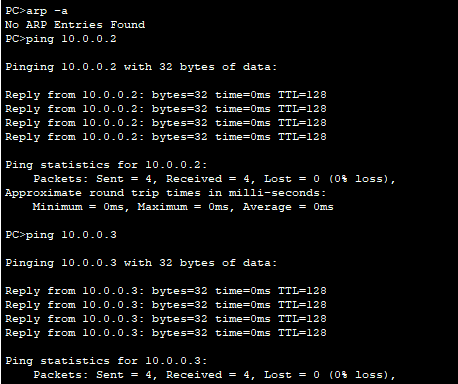 PC>arp -a
No ARP Entries Found
PC>ping 10.0.0.2
Pinging 10.0.0.2 with 32 bytes of data:
Reply from 10.0.0.2: bytes=32 time=0ms TTL=128
Reply from 10.0.0.2: bytes=32 time=0ms TTL=128
Reply from 10.0.0.2: bytes=32 time=0ms TTL=128
Reply from 10.0.0.2: bytes=32 time=0ms TTL=128
Ping statistics for 10.0.0.2:
Packets: Sent = 4, Received = 4, Lost = 0 (0% loss),
Approximate round trip times in milli-seconds:
Minimum = 0ms, Maximum = 0ms, Average = 0ms
PC>ping 10.0.0.3
Pinging 10.0.0.3 with 32 bytes of data:
Reply from 10.0.0.3: bytes=32 time=0ms TTL=128
Reply from 10.0.0.3: bytes=32 time=0ms TTL=128
Reply from 10.0.0.3: bytes=32 time=0ms TTL=128
Reply from 10.0.0.3: bytes=32 time=0ms TTL=128
Ping statistics for 10.0.0.3:
Packets: Sent = 4, Received = 4, Lost = 0 (0% loss),